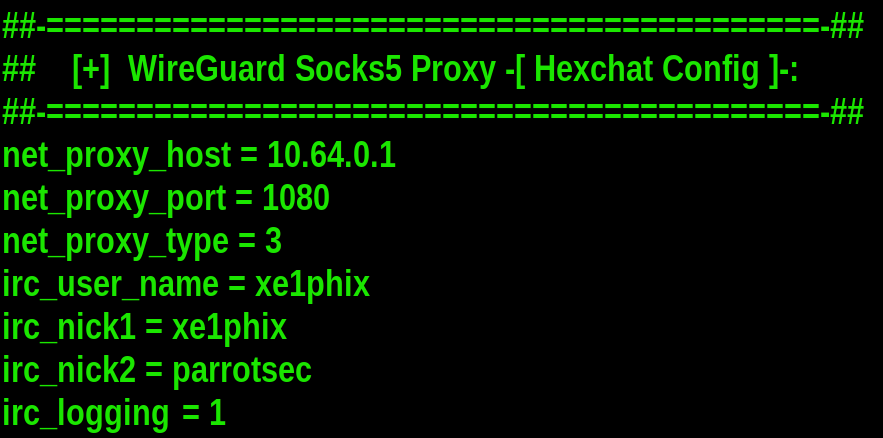 ##-===========================================-##
##    [+]  WireGuard Socks5 Proxy -[ Hexchat Config ]-:
##-===========================================-##
net_proxy_host = 10.64.0.1
net_proxy_port = 1080
net_proxy_type = 3
irc_user_name = xe1phix
irc_nick1 = xe1phix
irc_nick2 = parrotsec
irc_logging  = 1